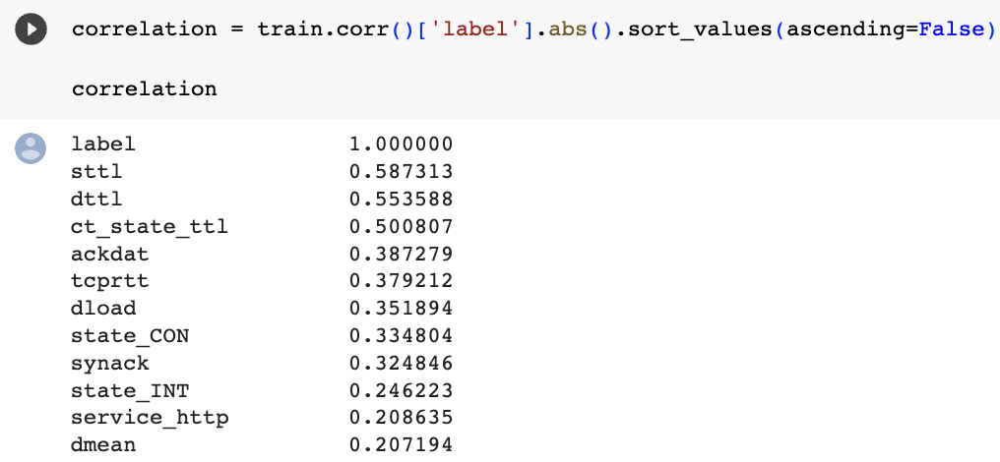 correlation = train.corr()['label'].abs().sort_values(ascending=False)
correlation
label 1.000000
sttl 0.587313
dttl 0.553588
ct_state_ttl 0.500807
ackdat 0.387279
tcprtt 0.379212
dload 0.351894
state_CON 0.334804
synack 0.324846
state_INT 0.246223
service_http 0.208635
dmean 0.207194